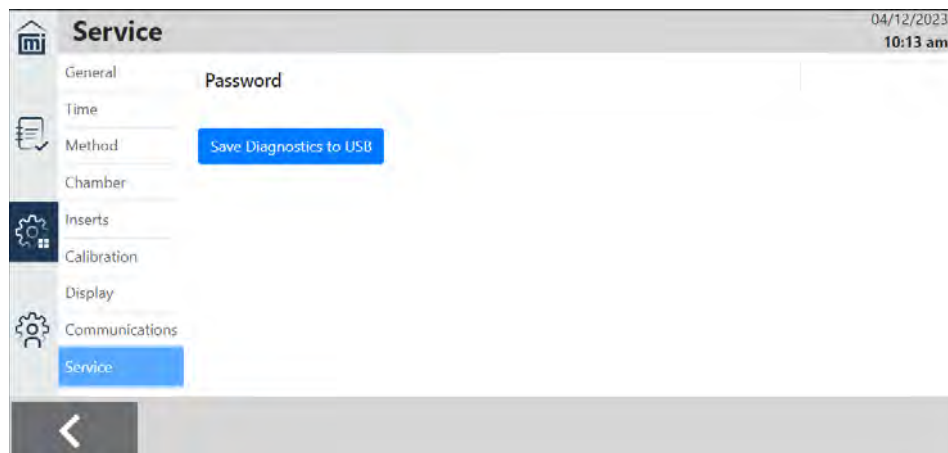 mi
Service
04/12/2023
10:13 am
General
Password
Time
Method
Save Diagnostics to USB
Chamber
Inserts
Calibration
Display
Communications
Service